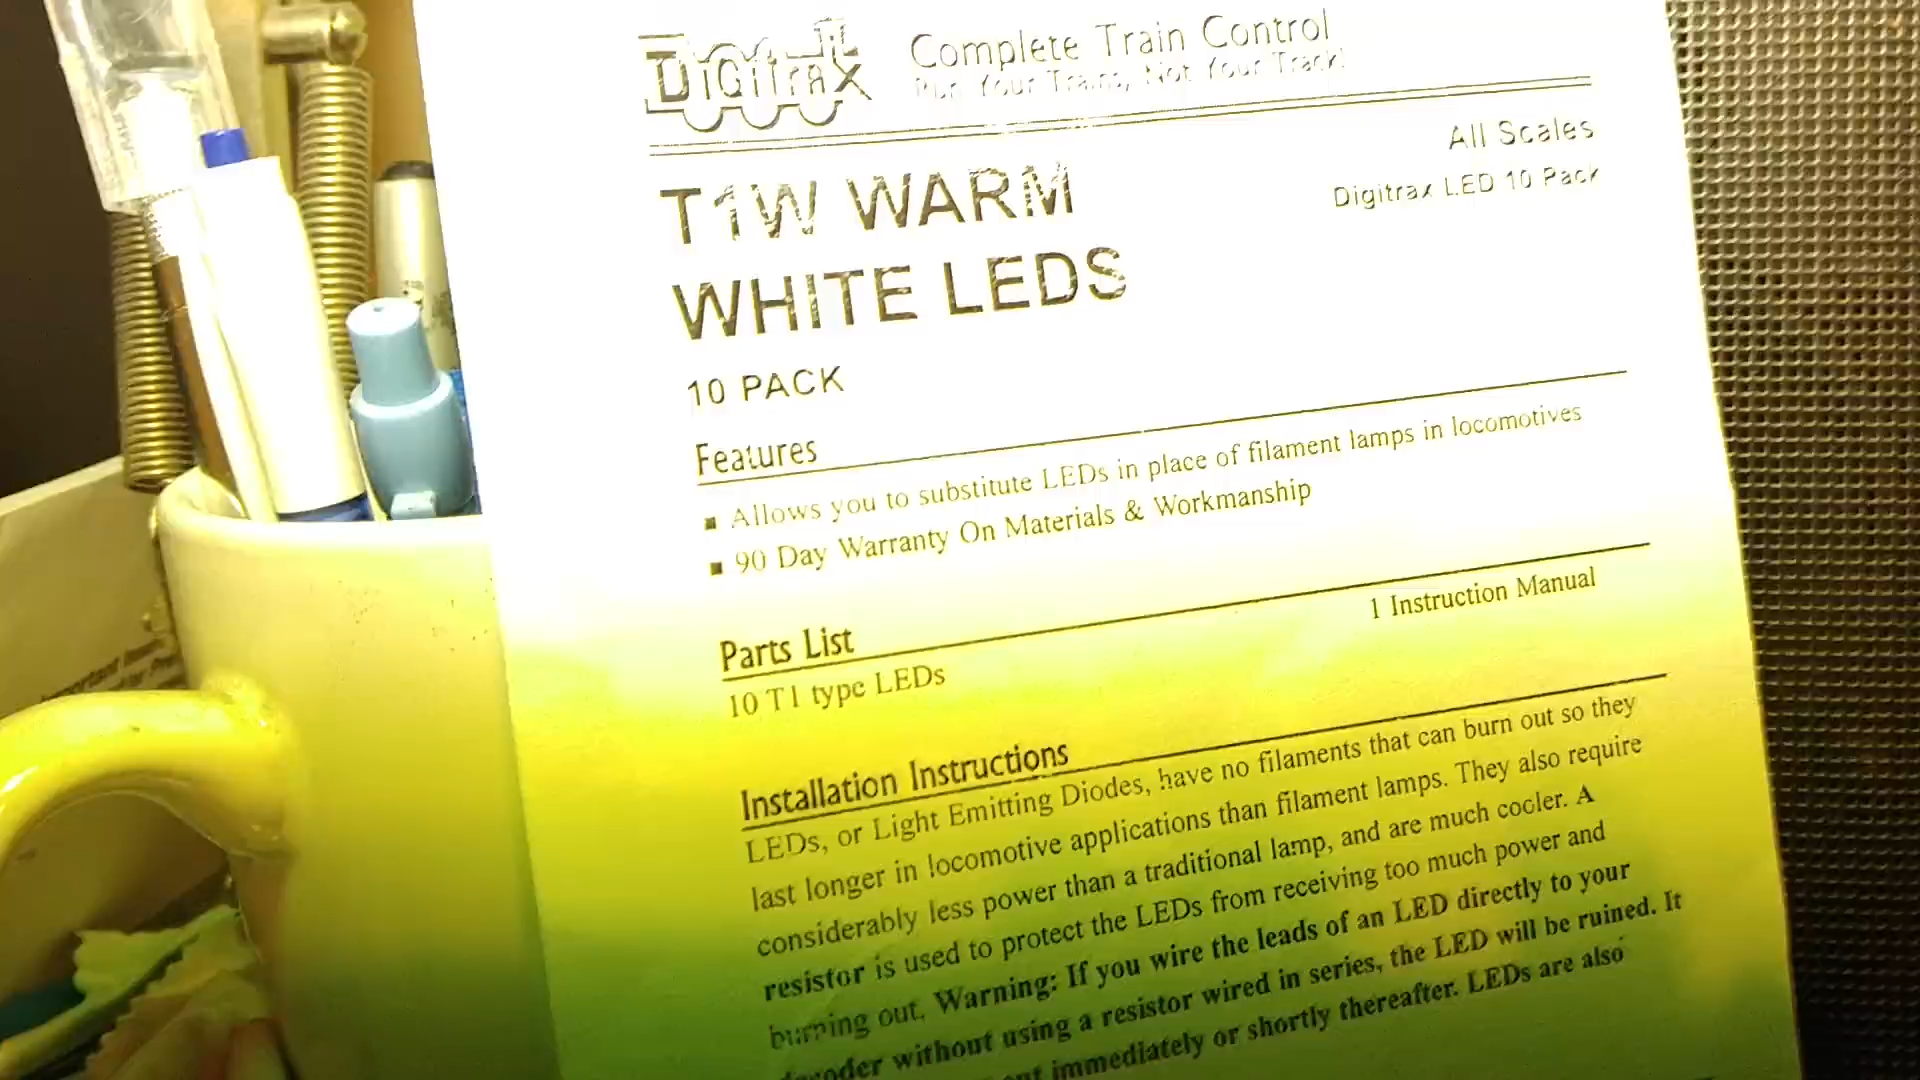 Digitrax
Complete Train Control
Run Your Trains, Not Your Track!
All Scales
Digitrax LED 10 Pack
T1W WARM
WHITE LEDS
10 PACK
Features
▪ Allows you to substitute LEDs in place of filament lamps in locomotives
▪ 90 Day Warranty On Materials & Workmanship
Parts List
10 T1 type LEDs
1 Instruction Manual
Installation Instructions
LEDs, or Light Emitting Diodes, have no filaments that can burn out so they
last longer in locomotive applications than filament lamps. They also require
considerably less power than a traditional lamp, and are much cooler. A
resistor is used to protect the LEDs from receiving too much power and
burning out. Warning: If you wire the leads of an LED directly to your
decoder without using a resistor wired in series, the LED will be ruined. It
immediately or shortly thereafter. LEDs are also